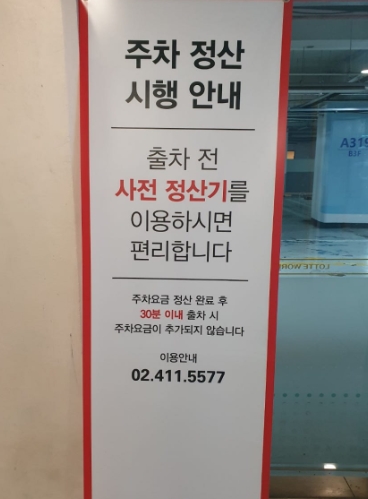 주차 정산
시행 안내
출차 전
사전 정산기를
이용하시면
편리합니다
주차요금 정산 완료 후
30분 이내 출차 시
주차요금이 추가되지 않습니다
이용안내
02.411.5577
A319
LOTTE WOR